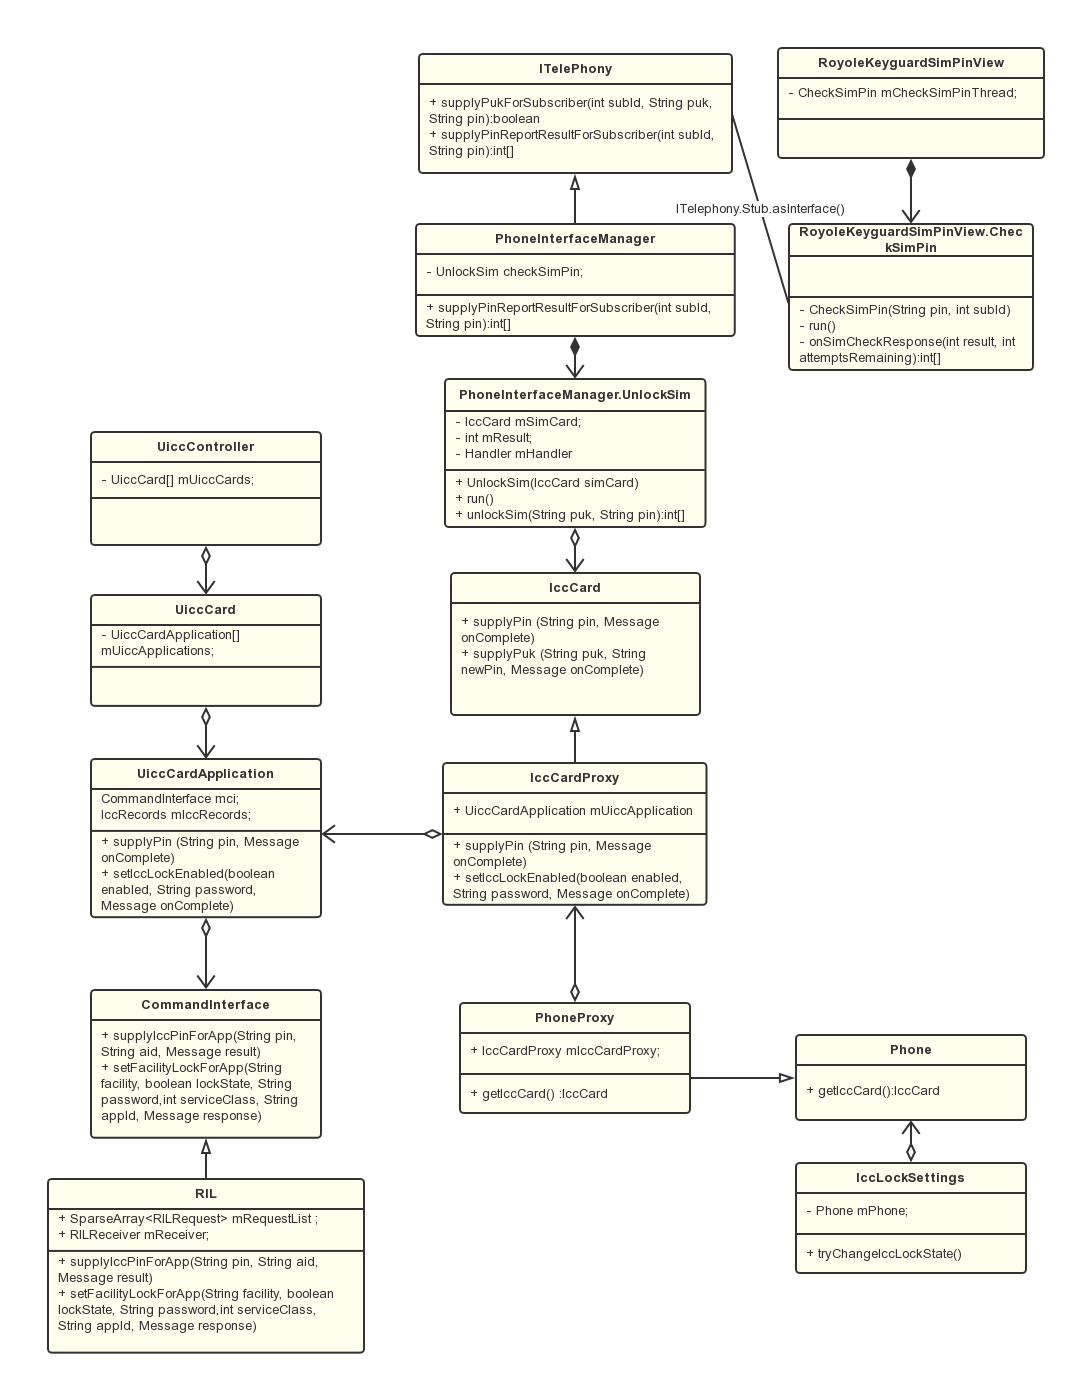 ITelePhony
+ supplyPukForSubscriber(int subId, String puk,
String pin):boolean
+ supplyPinReportResultForSubscriber(int subId,
String pin):int[]
RoyoleKeyguardSimPinView
- CheckSimPin mCheckSimPinThread;
ITelephony.Stub.asInterface()
PhoneInterfaceManager
- UnlockSim checkSimPin;
+ supplyPinReportResultForSubscriber(int subId,
String pin):int[]
RoyoleKeyguardSimPinView.Chec
kSimPin
- CheckSimPin(String pin, int subId)
- run()
- onSimCheckResponse(int result, int
attemptsRemaining):int[]
PhoneInterfaceManager.UnlockSim
- IccCard mSimCard;
- int mResult;
- Handler mHandler
+ UnlockSim(IccCard simCard)
+ run()
+ unlockSim(String puk, String pin):int[]
UiccController
- UiccCard[] mUiccCards;
IccCard
+ supplyPin (String pin, Message
onComplete)
+ supplyPuk (String puk, String
newPin, Message onComplete)
UiccCard
- UiccCardApplication[]
mUiccApplications;
UiccCardApplication
CommandInterface mci;
IccRecords mIccRecords;
+ supplyPin (String pin, Message
onComplete)
+ setIccLockEnabled(boolean
enabled, String password,
Message onComplete)
IccCardProxy
+ UiccCardApplication mUiccApplication
+ supplyPin (String pin, Message
onComplete)
+ setIccLockEnabled(boolean enabled,
String password, Message onComplete)
CommandInterface
+ supplyIccPinForApp(String pin,
String aid, Message result)
+ setFacilityLockForApp(String
facility, boolean lockState, String
password,int serviceClass, String
appId, Message response)
PhoneProxy
+ IccCardProxy mIccCardProxy;
+ getIccCard() :IccCard
Phone
+ getIccCard():IccCard
RIL
+ SparseArray<RILRequest> mRequestList ;
+ RILReceiver mReceiver;
+ supplyIccPinForApp(String pin, String aid,
Message result)
+ setFacilityLockForApp(String facility, boolean
lockState, String password,int serviceClass,
String appId, Message response)
IccLockSettings
- Phone mPhone;
+ tryChangeIccLockState()